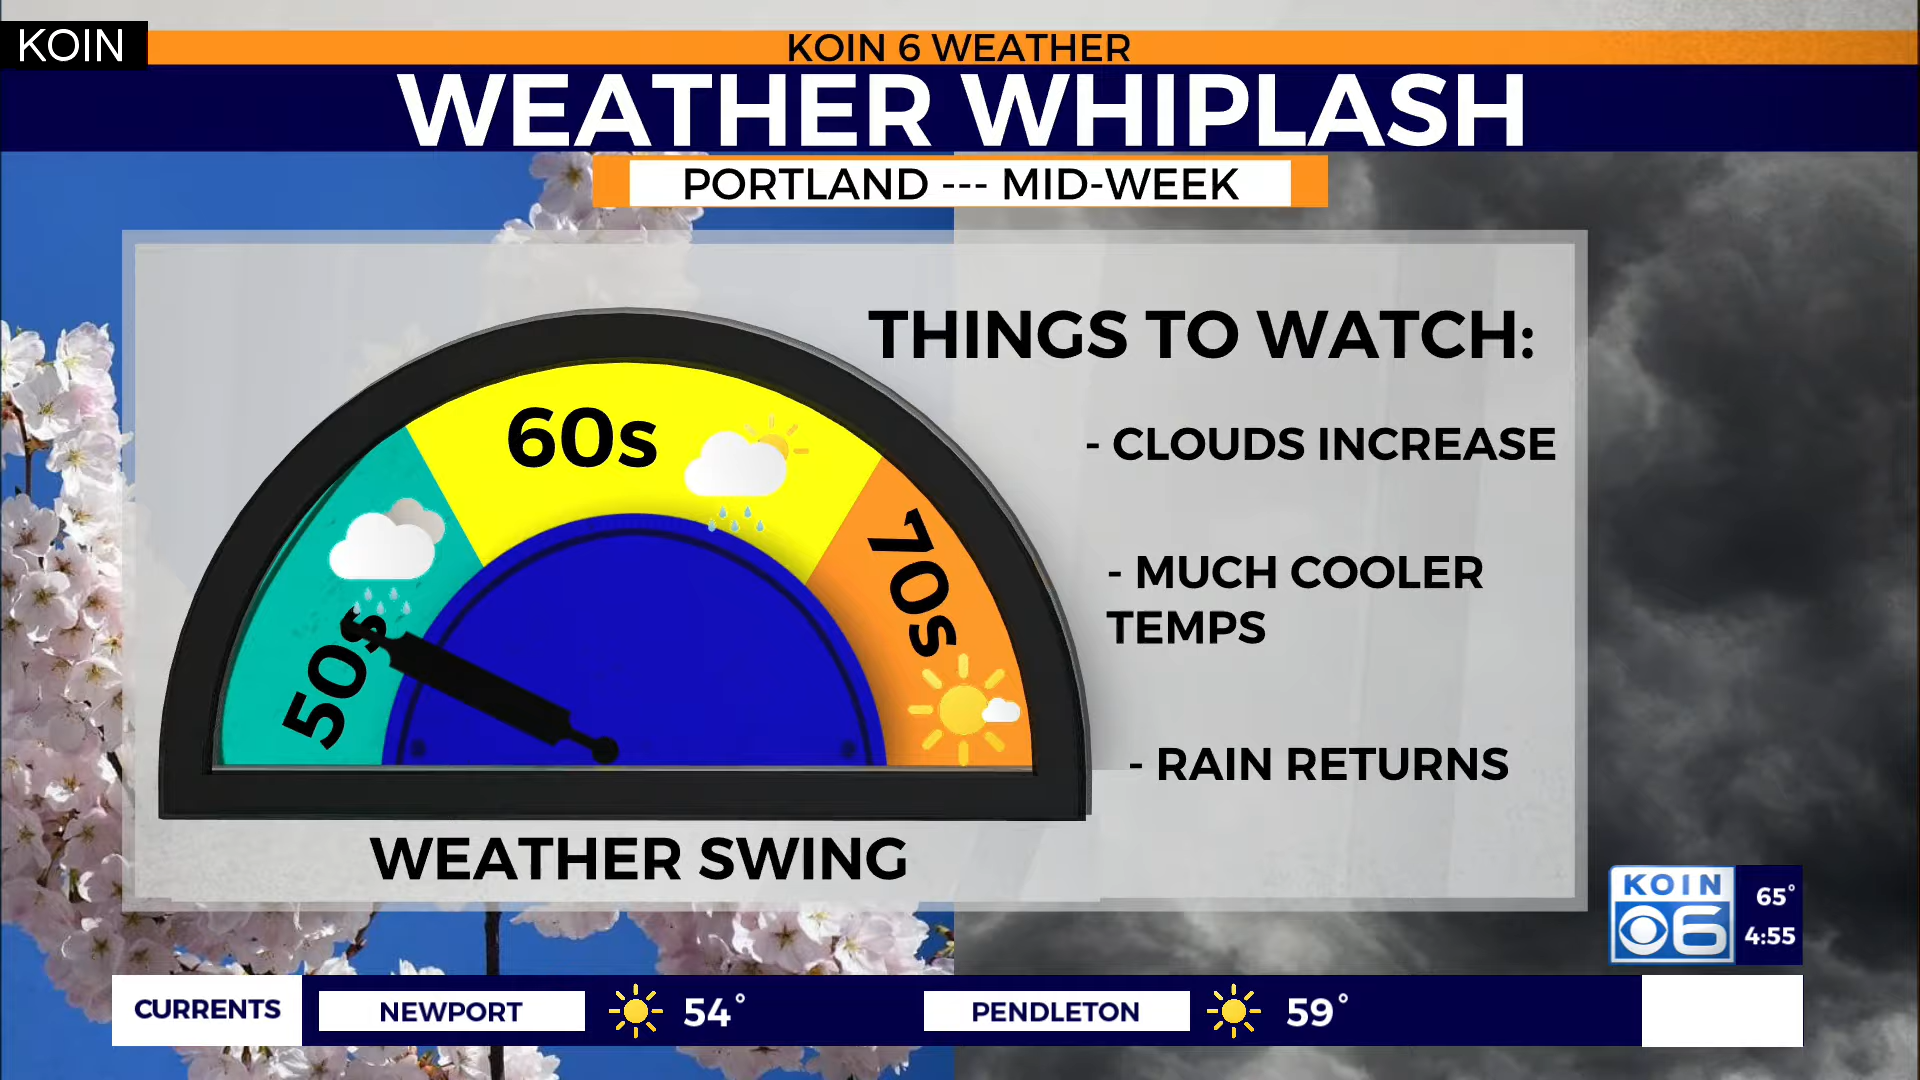 KOIN
KOIN 6 WEATHER
WEATHER WHIPLASH
PORTLAND --- MID-WEEK
THINGS TO WATCH:
- CLOUDS INCREASE
- MUCH COOLER
TEMPS
- RAIN RETURNS
50s
60s
70s
WEATHER SWING
KOIN
6
65°
4:55
CURRENTS
NEWPORT 54°
PENDLETON 59°